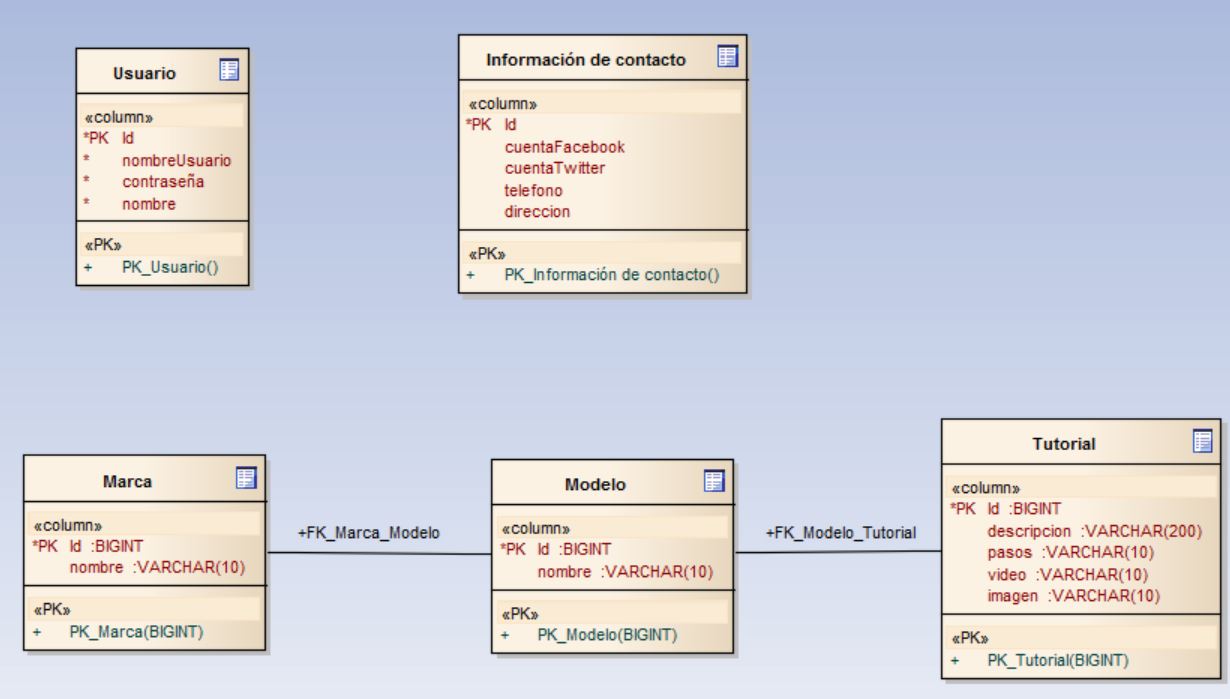 Usuario
«column»
*PK Id
* nombreUsuario
* contraseña
* nombre
«PK»
+ PK_Usuario()
Información de contacto
«column»
*PK Id
cuentaFacebook
cuentaTwitter
telefono
direccion
«PK»
+ PK_Información de contacto()
Marca
«column»
*PK Id :BIGINT
nombre :VARCHAR(10)
«PK»
+ PK_Marca(BIGINT)
+FK_Marca_Modelo
Modelo
«column»
*PK Id :BIGINT
nombre :VARCHAR(10)
«PK»
+ PK_Modelo(BIGINT)
+FK_Modelo_Tutorial
Tutorial
«column»
*PK Id :BIGINT
descripcion :VARCHAR(200)
pasos :VARCHAR(10)
video :VARCHAR(10)
imagen :VARCHAR(10)
«PK»
+ PK_Tutorial(BIGINT)